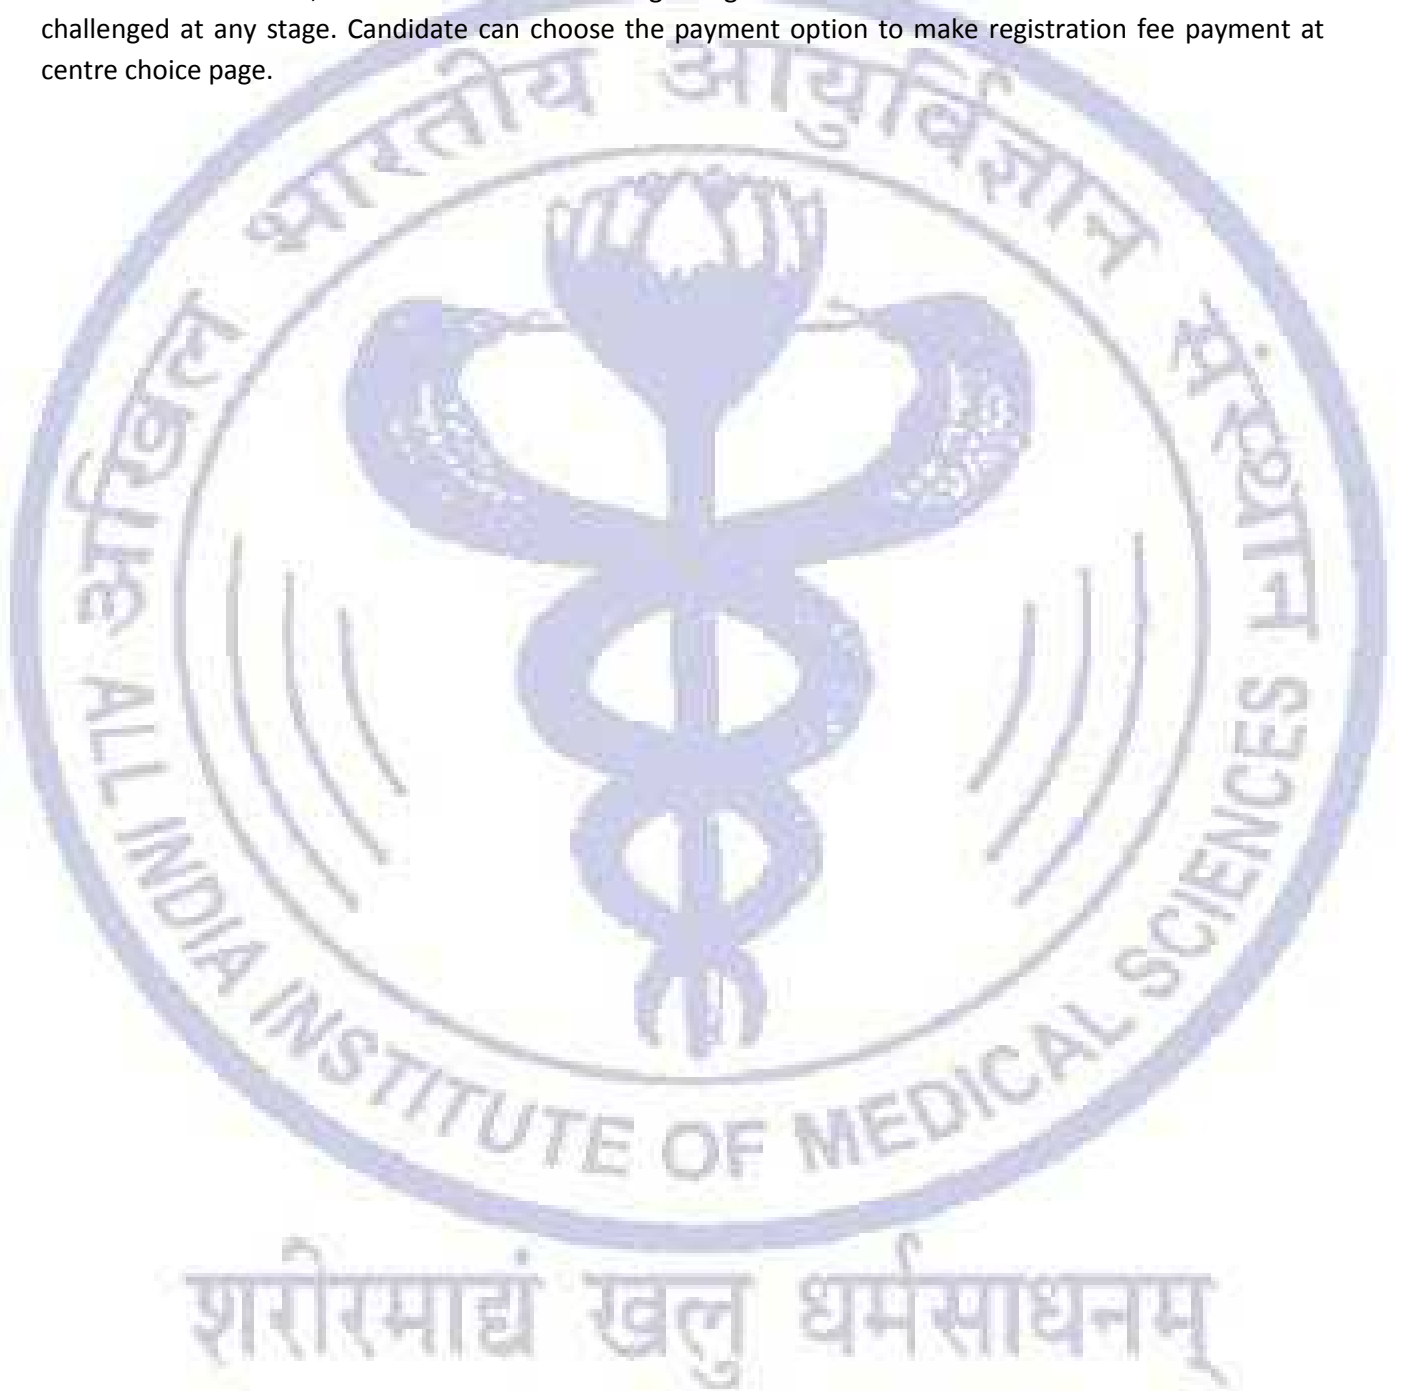 challenged at any stage. Candidate can choose the payment option to make registration fee payment at
centre choice page.
अखिल भारतीय आयुर्विज्ञान संस्थान
ALL INDIA INSTITUTE OF MEDICAL SCIENCES
शरीरमाद्यं खलु धर्मसाधनम्